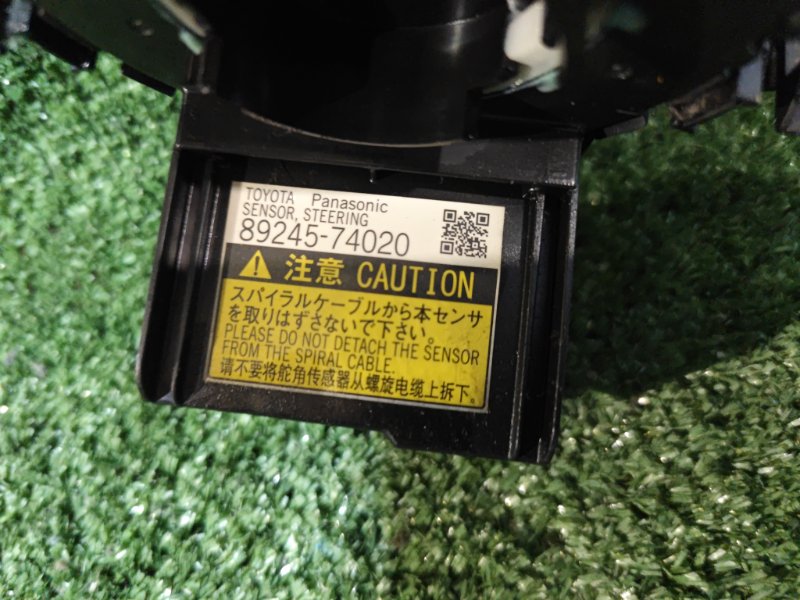 TOYOTA Panasonic
SENSOR, STEERING
89245-74020
注意 CAUTION
スパイラルケーブルから本センサ
を取りはずさないで下さい。
PLEASE DO NOT DETACH THE SENSOR
FROM THE SPIRAL CABLE.
请不要将舵角传感器从螺旋电缆上拆下。